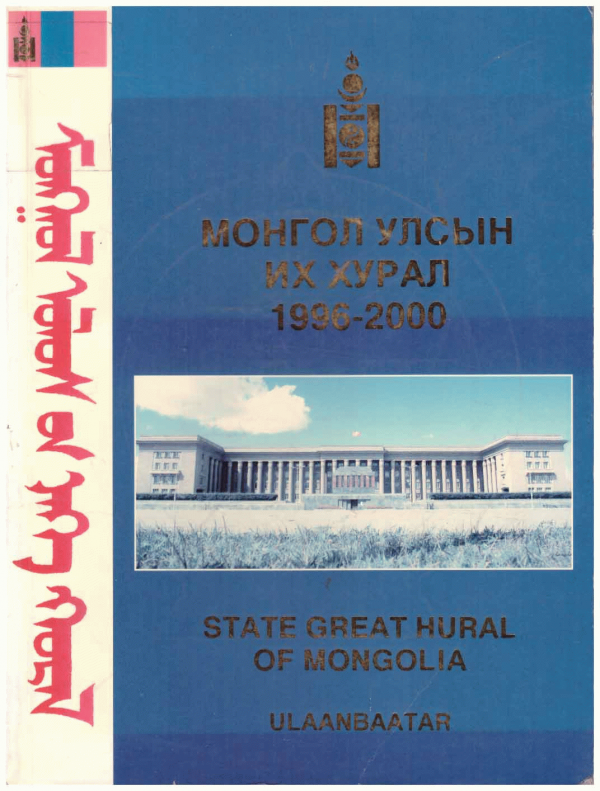 МОНГОЛ УЛСЫН
ИХ ХУРАЛ
1996-2000
STATE GREAT HURAL
OF MONGOLIA
ULAANBAATAR